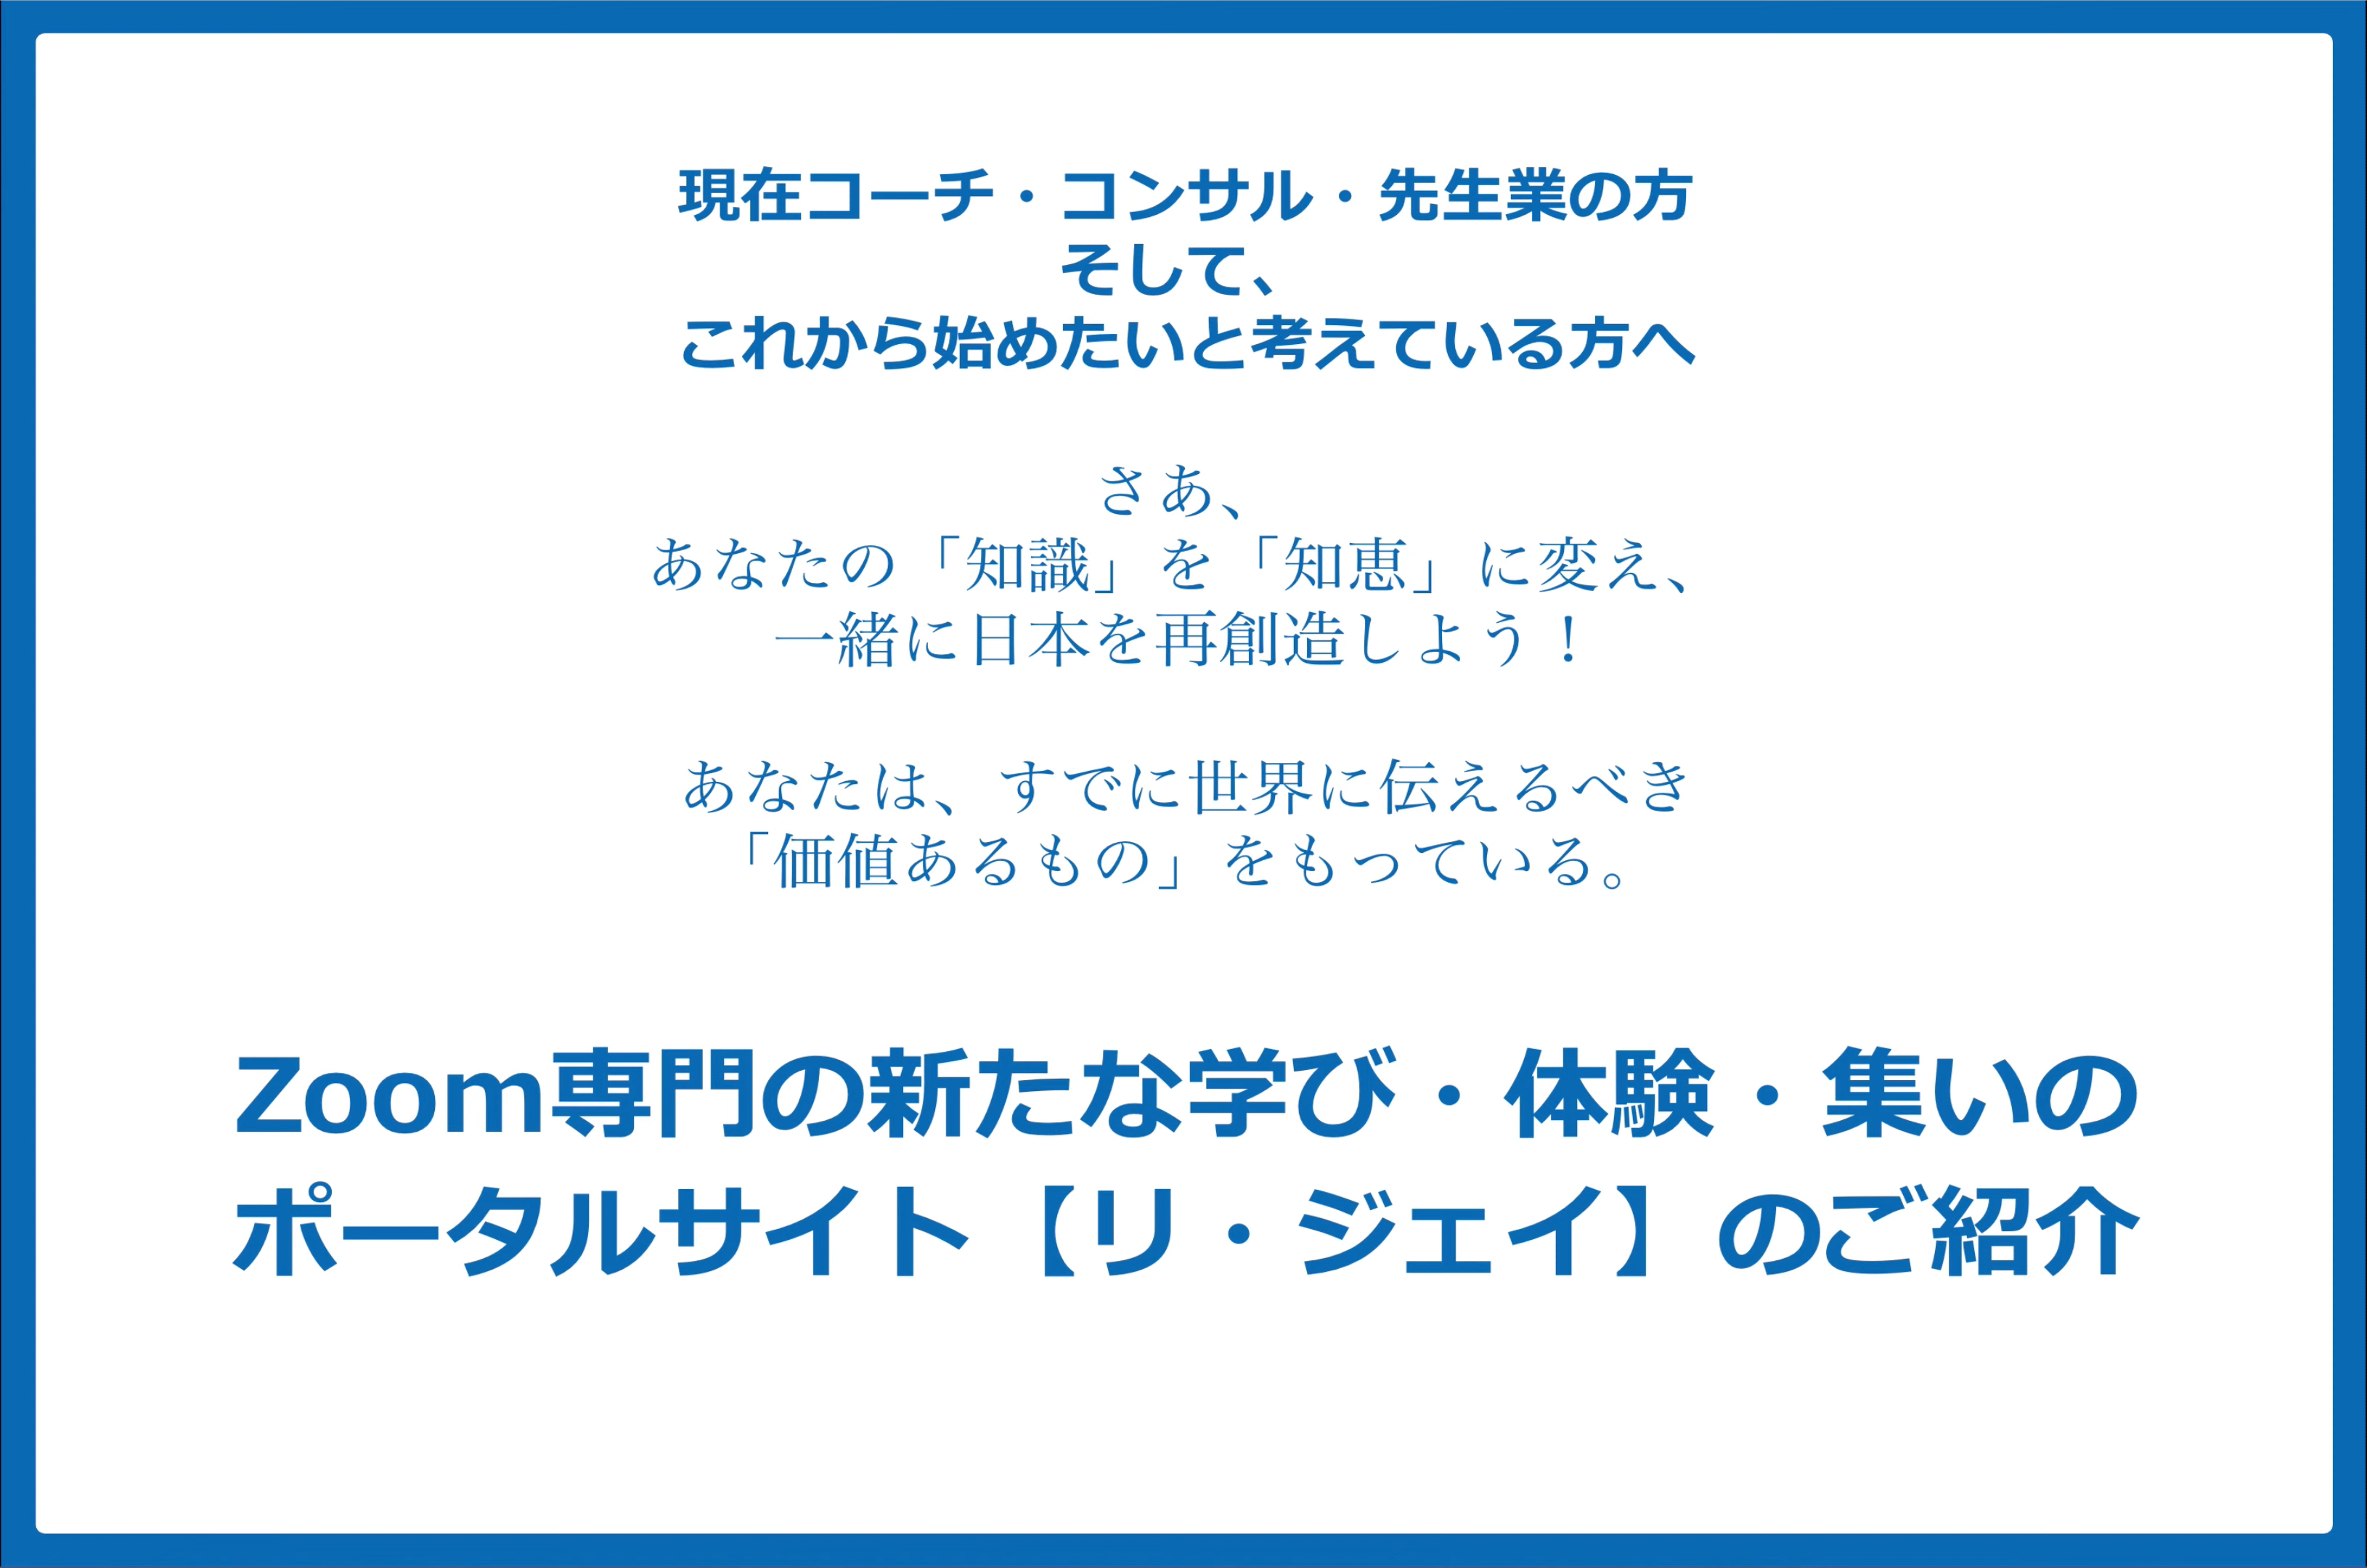 現在コーチ・コンサル・先生業の方
そして、
これから始めたいと考えている方へ
さあ、
あなたの「知識」を「知恵」に変え、
一緒に日本を再創造しよう！
あなたは、すでに世界に伝えるべき
「価値あるもの」をもっている。
Zoom専門の新たな学び・体験・集いの
ポータルサイト【リ・ジェイ】のご紹介